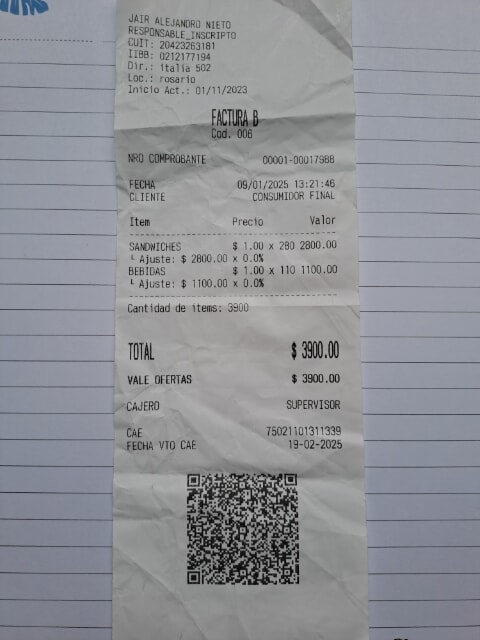 JAIR ALEJANDRO NIETO
RESPONSABLE_INSCRIPTO
CUIT: 20423263181
IIBB: 0212177194
Dir.: italia 502
Loc.: rosario
Inicio Act.: 01/11/2023
FACTURA B
Cod. 006
NRO COMPROBANTE 00001-00017988
FECHA 09/01/2025 13:21:46
CLIENTE CONSUMIDOR FINAL
Item Precio Valor
SANDWICHES $ 1.00 x 280 2800.00
└ Ajuste: $ 2800.00 x 0.0%
BEBIDAS $ 1.00 x 110 1100.00
└ Ajuste: $ 1100.00 x 0.0%
Cantidad de items: 3900
TOTAL $ 3900.00
VALE OFERTAS $ 3900.00
CAJERO SUPERVISOR
CAE 75021101311339
FECHA VTO CAE 19-02-2025